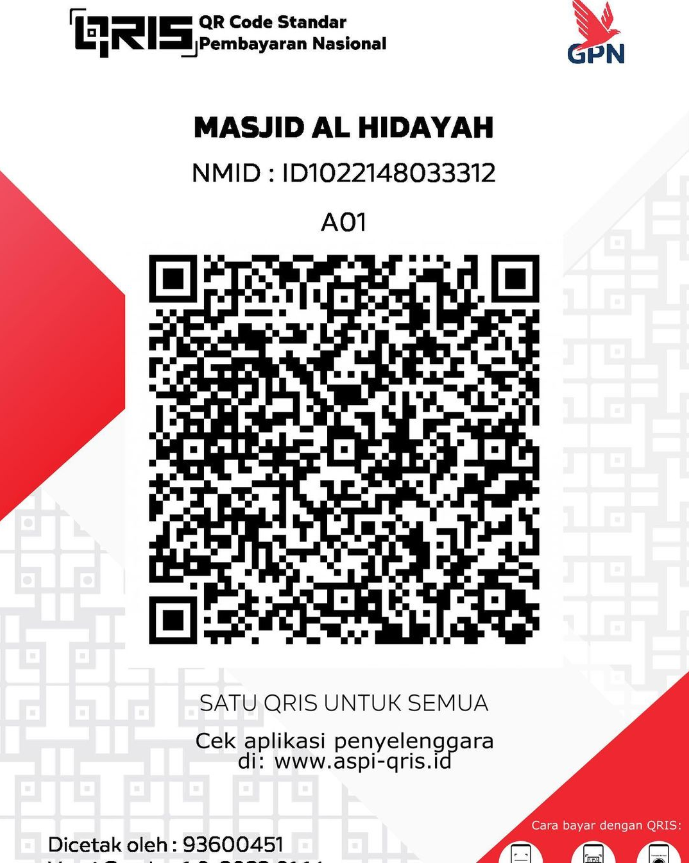 QRIS QR Code Standar
Pembayaran Nasional
GPN
MASJID AL HIDAYAH
NMID : ID1022148033312
A01
SATU QRIS UNTUK SEMUA
Cek aplikasi penyelenggara
di: www.aspi-qris.id
Cara bayar dengan QRIS:
Dicetak oleh : 93600451